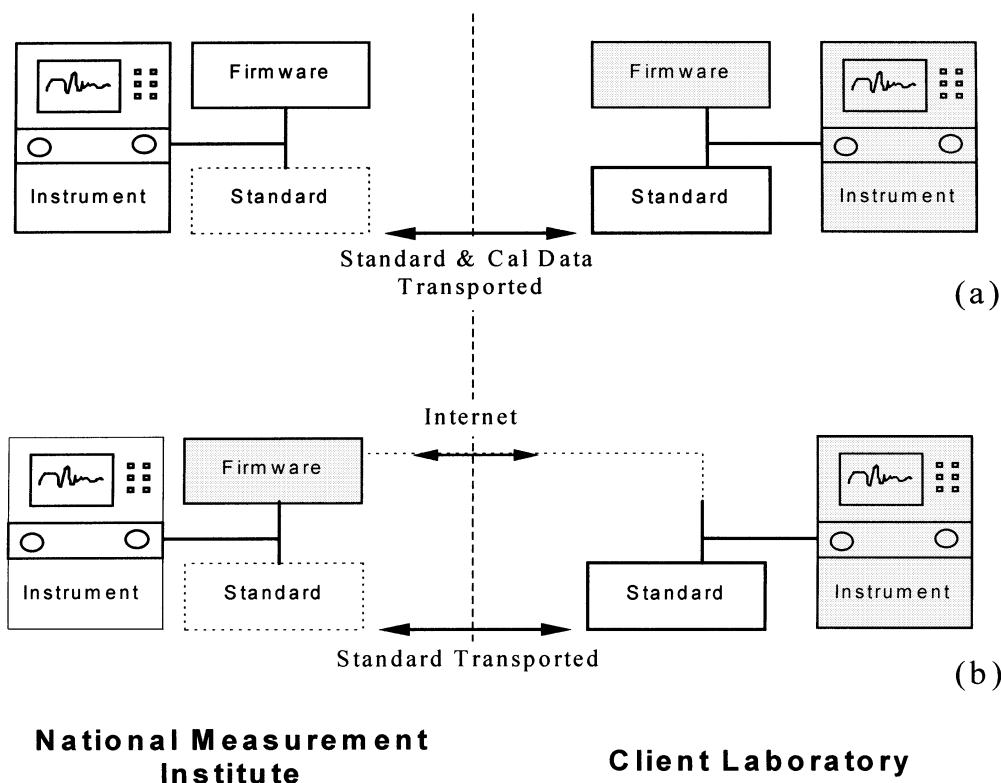 Firmware
Firmware
Instrument
Standard
Standard
Instrument
Standard & Cal Data
Transported
(a)
Internet
Firmware
Instrument
Standard
Standard
Instrument
Standard Transported
(b)
National Measurement
Institute
Client Laboratory